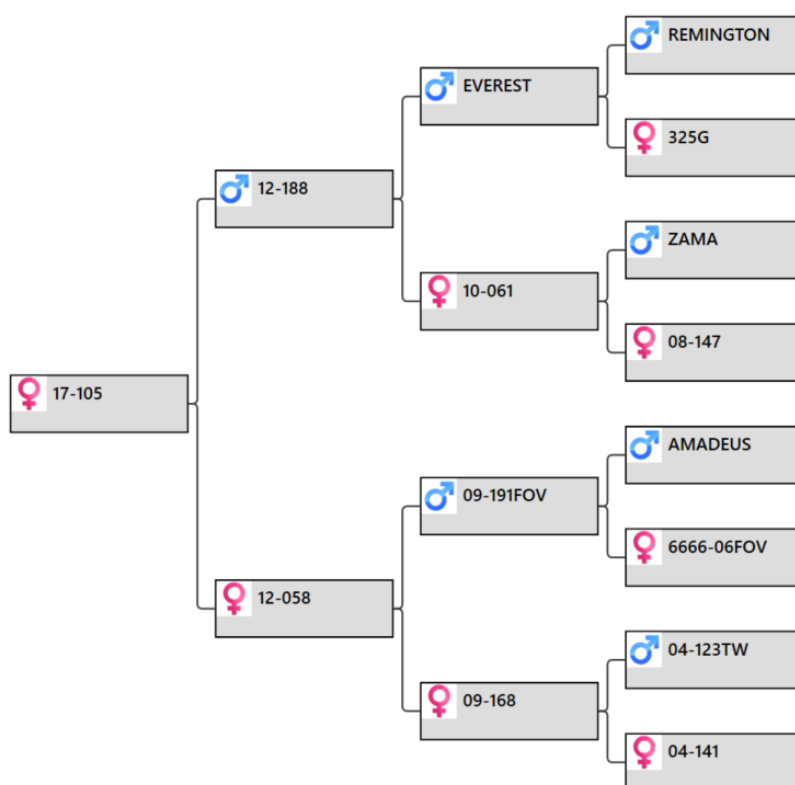 REMINGTON
EVEREST
325G
12-188
ZAMA
10-061
08-147
17-105
AMADEUS
09-191FOV
6666-06FOV
12-058
04-123TW
09-168
04-141